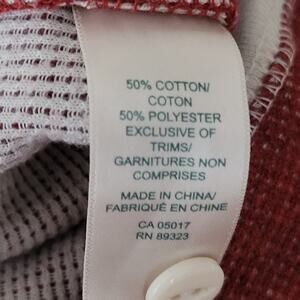 50% COTTON/
COTON
50% POLYESTER
EXCLUSIVE OF
TRIMS/
GARNITURES NON
COMPRISES
MADE IN CHINA/
FABRIQUÉ EN CHINE
CA 05017
RN 89323